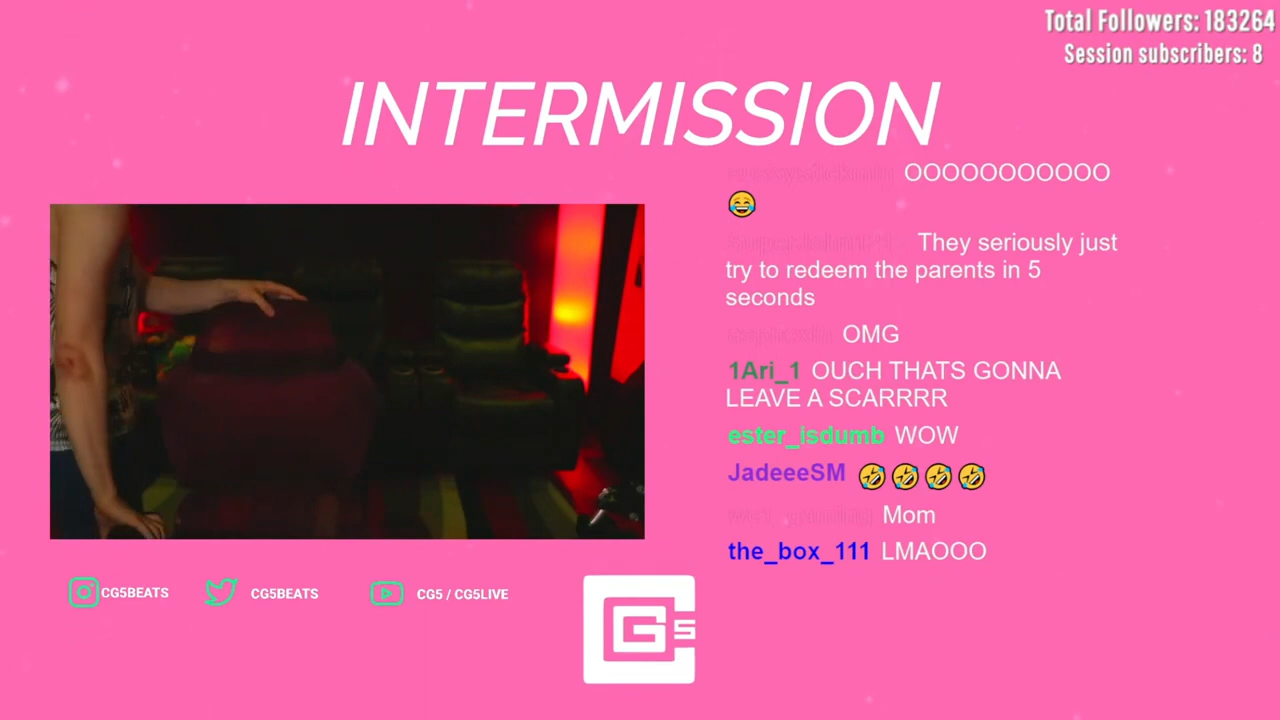 Total Followers: 183264
Session subscribers: 8
INTERMISSION
OOOOOOOOOOO
😂
They seriously just
try to redeem the parents in 5
seconds
OMG
1Ari_1 OUCH THATS GONNA
LEAVE A SCARRRR
ester_isdumb WOW
JadeeeSM 🤣🤣🤣🤣
Mom
the_box_111 LMAOOO
CG5BEATS CG5BEATS CG5 / CG5LIVE
CG5